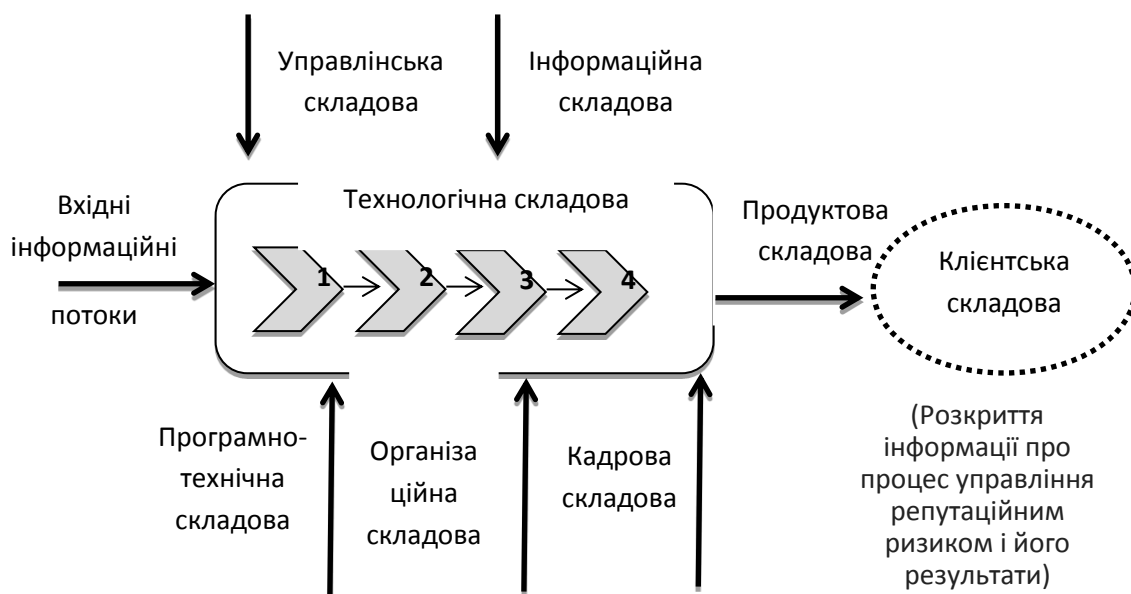 Управлінська
складова
Інформаційна
складова
Вхідні
інформаційні
потоки
Технологічна складова
1
2
3
4
Продуктова
складова
Клієнтська
складова
Програмно-
технічна
складова
Організа
ційна
складова
Кадрова
складова
(Розкриття
інформації про
процес управління
репутаційним
ризиком і його
результати)